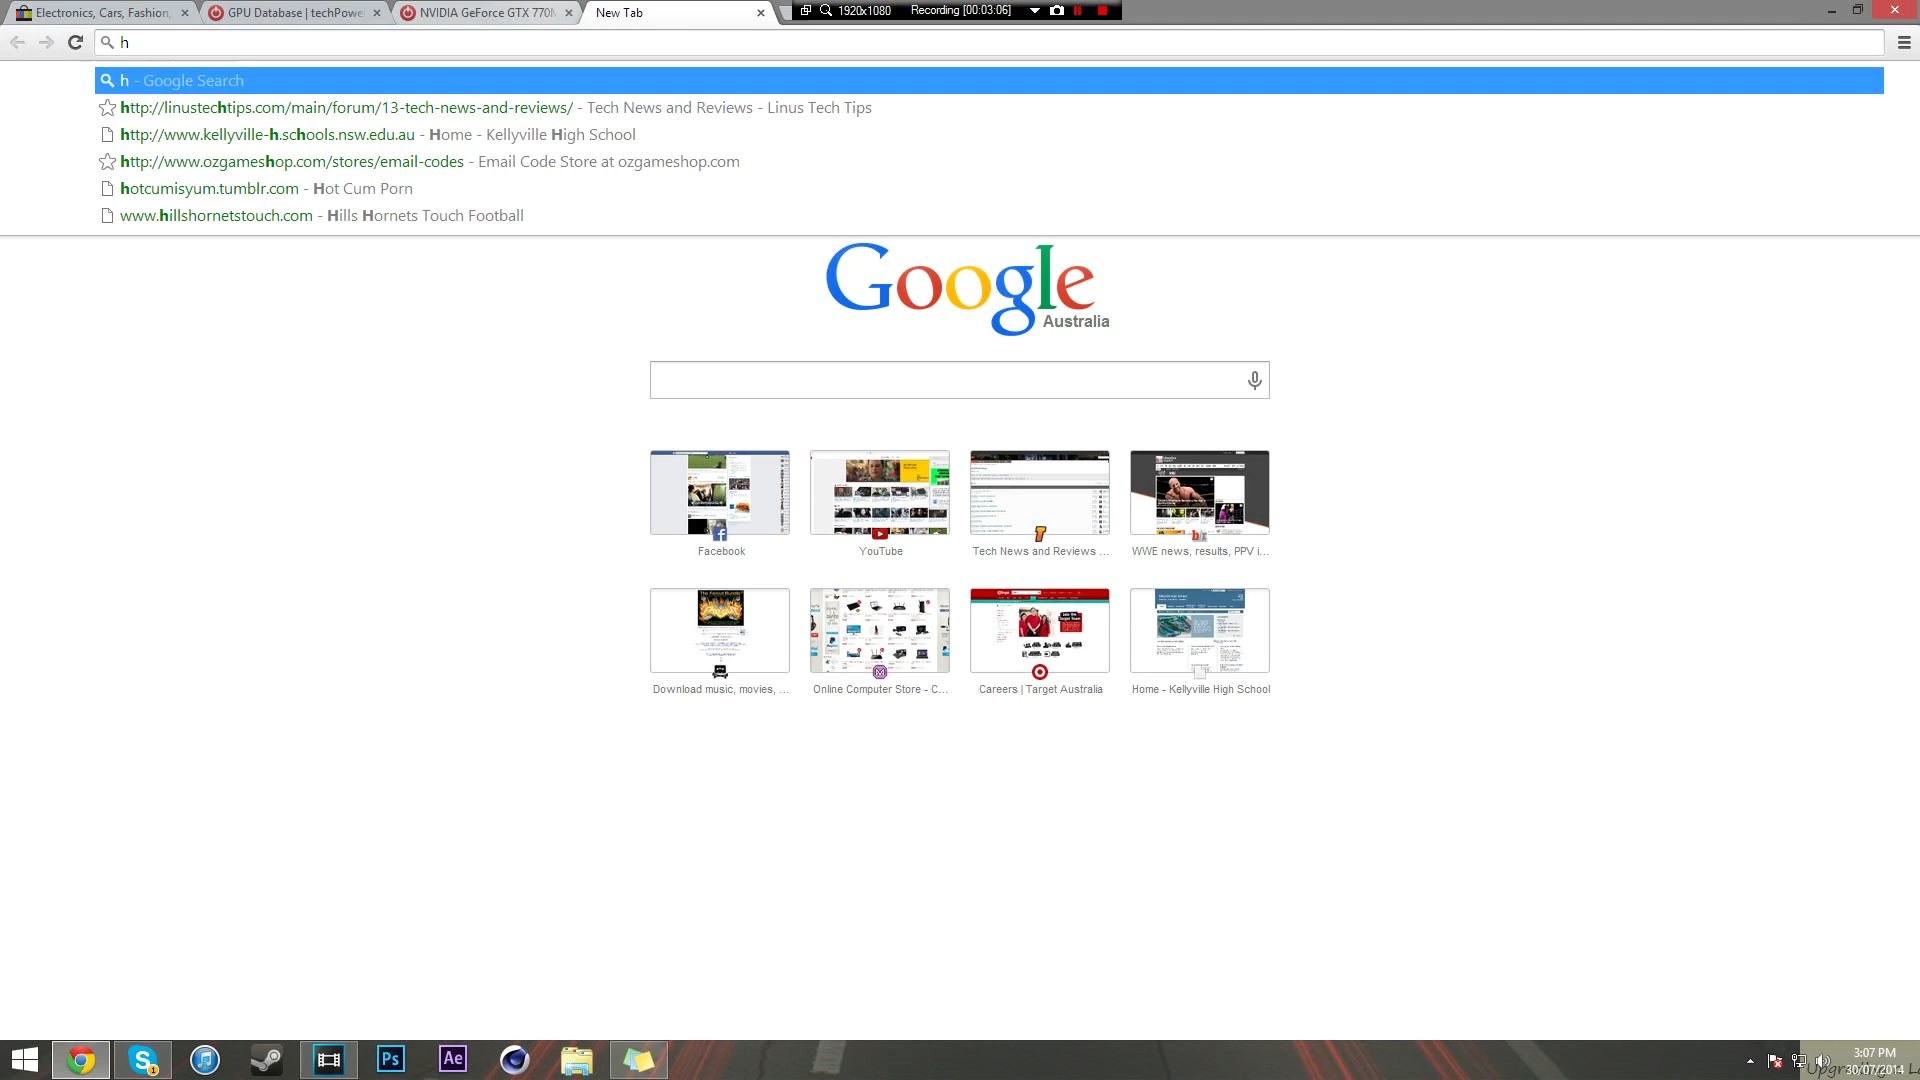 Electronics, Cars, Fashion,
GPU Database | techPowe
NVIDIA GeForce GTX 770M
New Tab
1920x1080
Recording [00:03:06]
h
h - Google Search
http://linustechtips.com/main/forum/13-tech-news-and-reviews/ - Tech News and Reviews - Linus Tech Tips
http://www.kellyville-h.schools.nsw.edu.au - Home - Kellyville High School
http://www.ozgameshop.com/stores/email-codes - Email Code Store at ozgameshop.com
hotcumisyum.tumblr.com - Hot Cum Porn
www.hillshornetstouch.com - Hills Hornets Touch Football
Google
Australia
Facebook
YouTube
Tech News and Reviews ...
WWE news, results, PPV i...
Download music, movies, ...
Online Computer Store - C...
Careers | Target Australia
Home - Kellyville High School
Ps
Ae
3:07 PM
30/07/2014